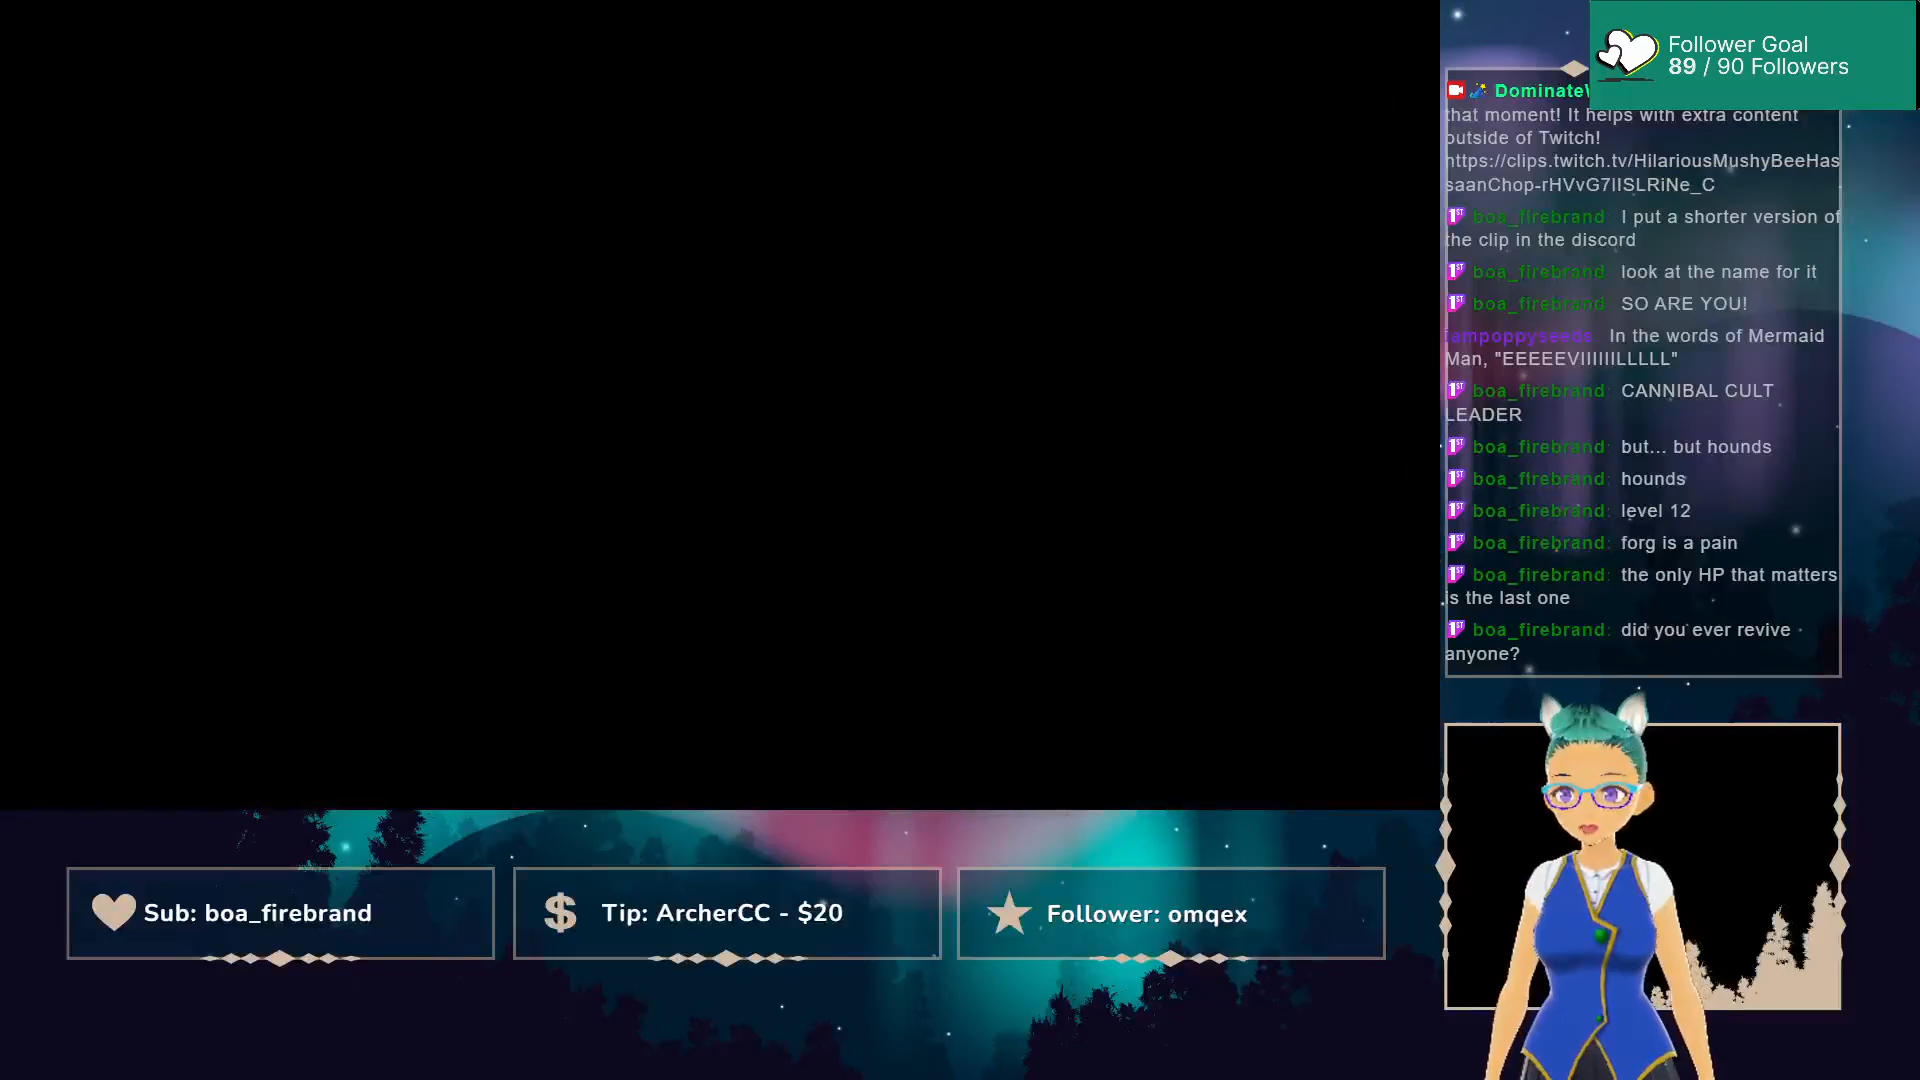 Follower Goal
89 / 90 Followers
that moment! It helps with extra content
outside of Twitch!
https://clips.twitch.tv/HilariousMushyBeeHas
saanChop-rHVvG7IISLRiNe_C
boa_firebrand: I put a shorter version of
the clip in the discord
boa_firebrand: look at the name for it
boa_firebrand: SO ARE YOU!
iampoppyseeds: In the words of Mermaid
Man, "EEEEEVIIIIIILLLLL"
boa_firebrand: CANNIBAL CULT
LEADER
boa_firebrand: but... but hounds
boa_firebrand: hounds
boa_firebrand: level 12
boa_firebrand: forg is a pain
boa_firebrand: the only HP that matters
is the last one
boa_firebrand: did you ever revive
anyone?
Sub: boa_firebrand
Tip: ArcherCC - $20
Follower: omqex